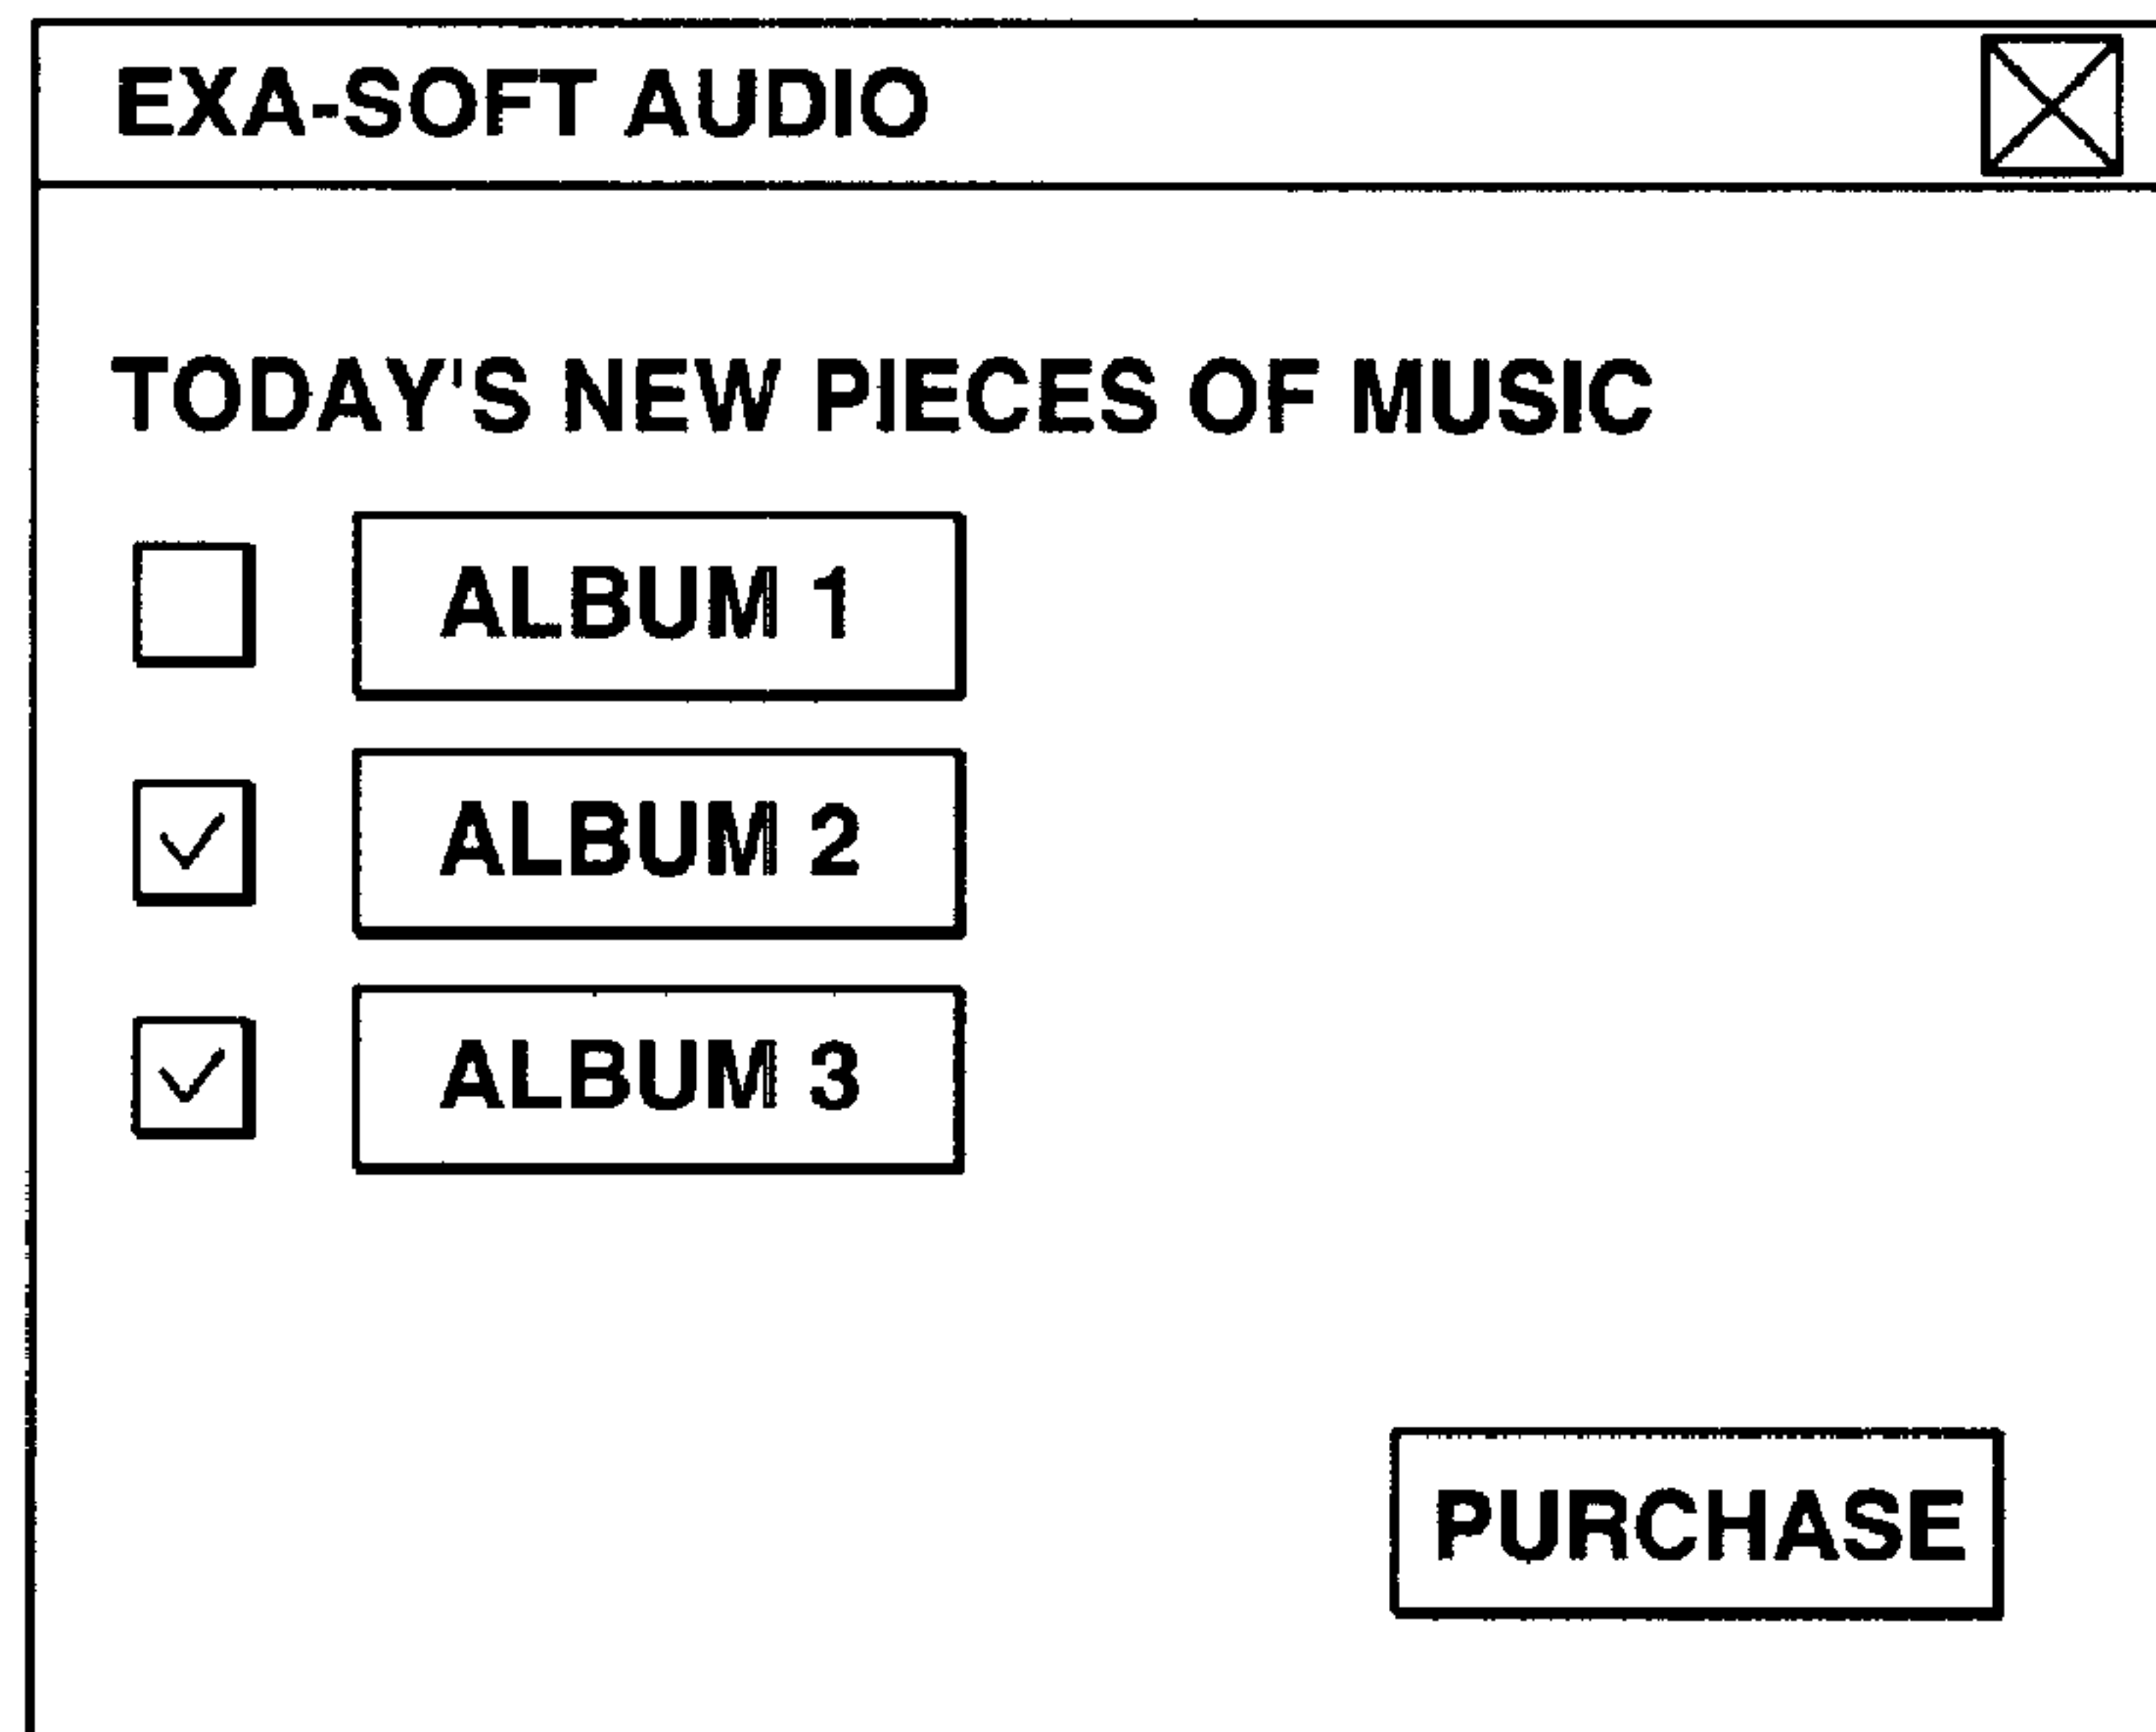 EXA-SOFT AUDIO
TODAY'S NEW PIECES OF MUSIC
ALBUM 1
ALBUM 2
ALBUM 3
PURCHASE